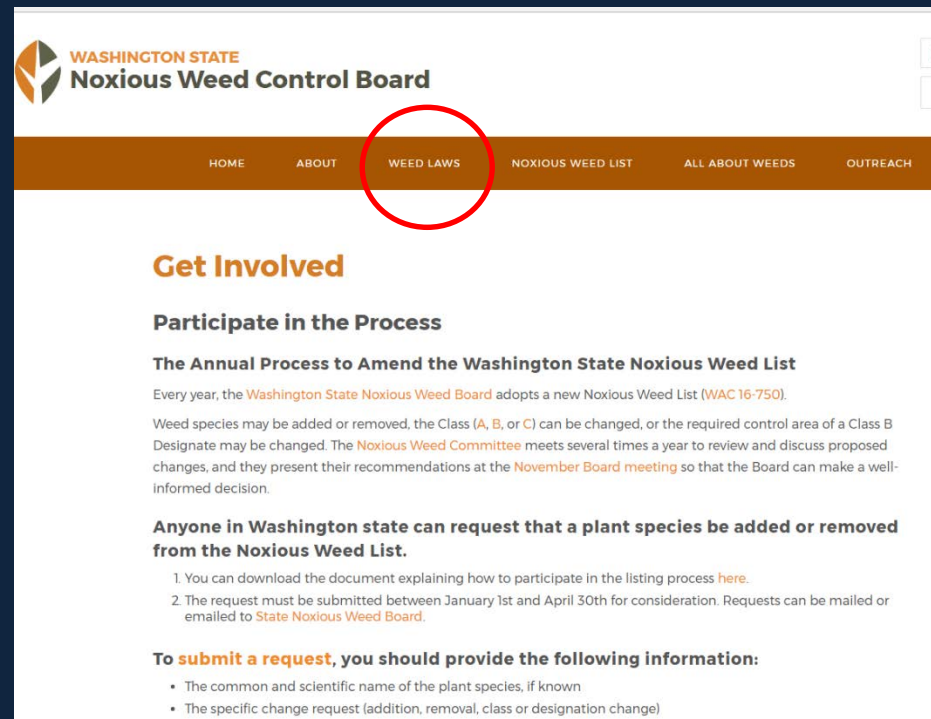 WASHINGTON STATE
Noxious Weed Control Board
HOME ABOUT WEED LAWS NOXIOUS WEED LIST ALL ABOUT WEEDS OUTREACH
Get Involved
Participate in the Process
The Annual Process to Amend the Washington State Noxious Weed List
Every year, the Washington State Noxious Weed Board adopts a new Noxious Weed List (WAC 16-750).
Weed species may be added or removed, the Class (A, B, or C) can be changed, or the required control area of a Class B
Designate may be changed. The Noxious Weed Committee meets several times a year to review and discuss proposed
changes, and they present their recommendations at the November Board meeting so that the Board can make a well-
informed decision.
Anyone in Washington state can request that a plant species be added or removed
from the Noxious Weed List.
1. You can download the document explaining how to participate in the listing process here.
2. The request must be submitted between January 1st and April 30th for consideration. Requests can be mailed or
emailed to State Noxious Weed Board.
To submit a request, you should provide the following information:
• The common and scientific name of the plant species, if known
• The specific change request (addition, removal, class or designation change)